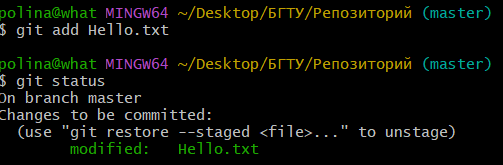 polina@what MINGW64 ~/Desktop/БГТУ/Репозиторий (master)
$ git add Hello.txt
polina@what MINGW64 ~/Desktop/БГТУ/Репозиторий (master)
$ git status
On branch master
Changes to be committed:
  (use "git restore --staged <file>..." to unstage)
        modified:   Hello.txt